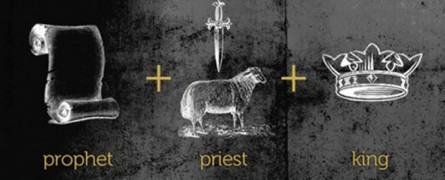 + +
prophet priest king